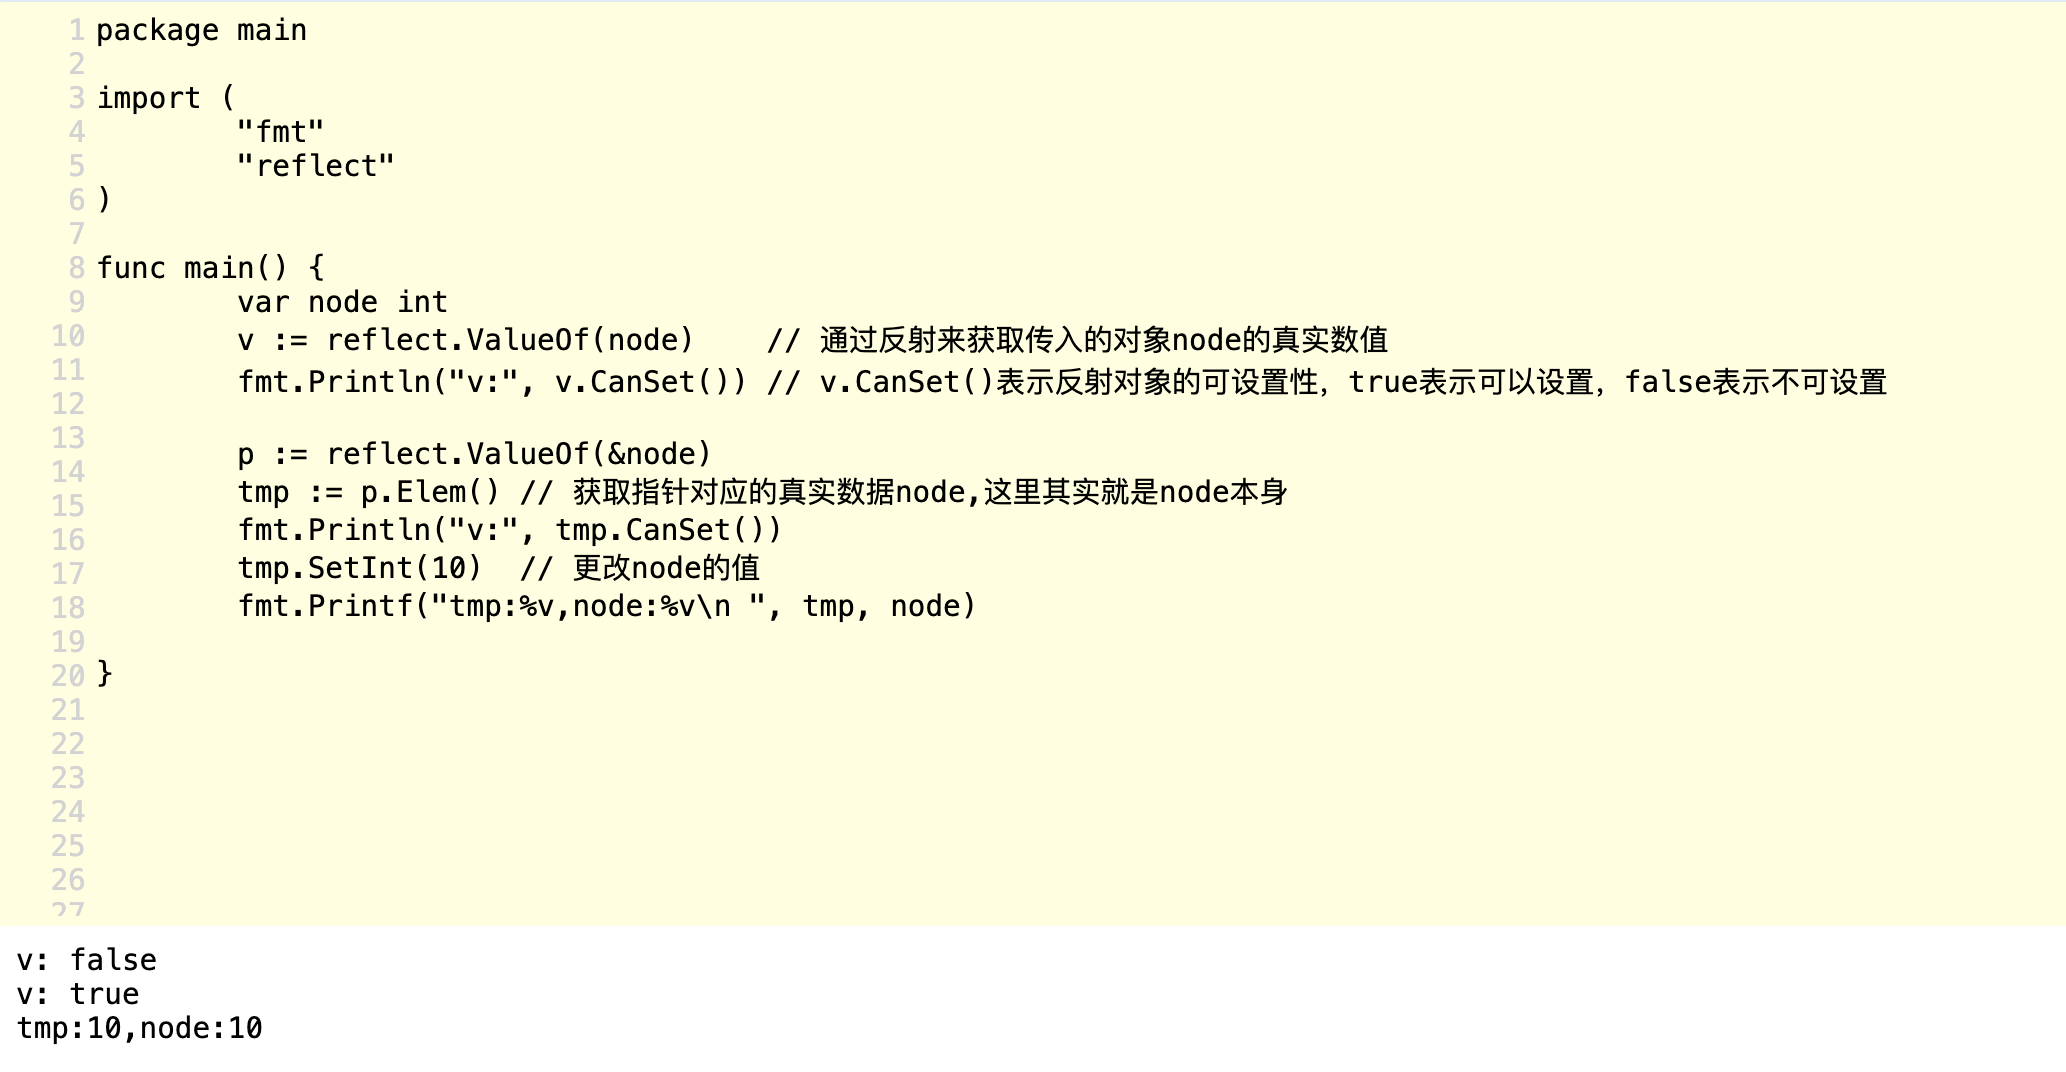 1 package main
2
3 import (
4 "fmt"
5 "reflect"
6 )
7
8 func main() {
9 var node int
10 v := reflect.ValueOf(node)    // 通过反射来获取传入的对象node的真实数值
11 fmt.Println("v:", v.CanSet()) // v.CanSet()表示反射对象的可设置性，true表示可以设置，false表示不可设置
12
13 p := reflect.ValueOf(&node)
14 tmp := p.Elem() // 获取指针对应的真实数据node,这里其实就是node本身
15 fmt.Println("v:", tmp.CanSet())
16 tmp.SetInt(10)  // 更改node的值
17 fmt.Printf("tmp:%v,node:%v\n ", tmp, node)
18
19
20 }
21
22
23
24
25
26
27
v: false
v: true
tmp:10,node:10